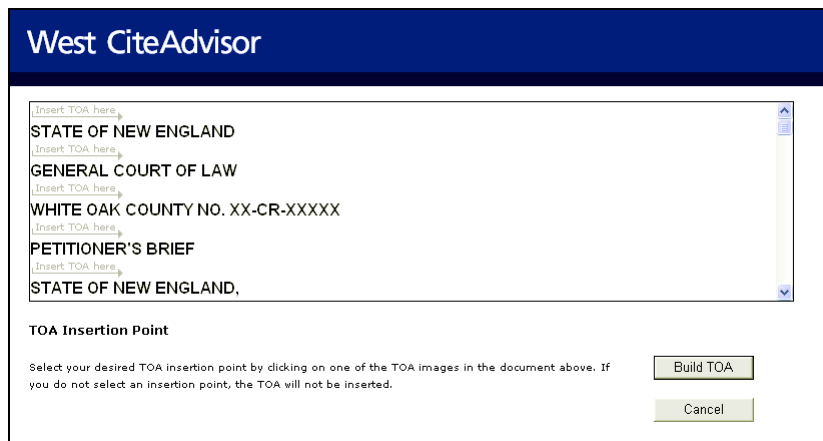 West CiteAdvisor
Insert TOA here
STATE OF NEW ENGLAND
Insert TOA here
GENERAL COURT OF LAW
Insert TOA here
WHITE OAK COUNTY NO. XX-CR-XXXXX
Insert TOA here
PETITIONER'S BRIEF
Insert TOA here
STATE OF NEW ENGLAND,
TOA Insertion Point
Select your desired TOA insertion point by clicking on one of the TOA images in the document above. If
you do not select an insertion point, the TOA will not be inserted.
Build TOA
Cancel